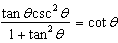 tan θ csc² θ / 1 + tan² θ = cot θ